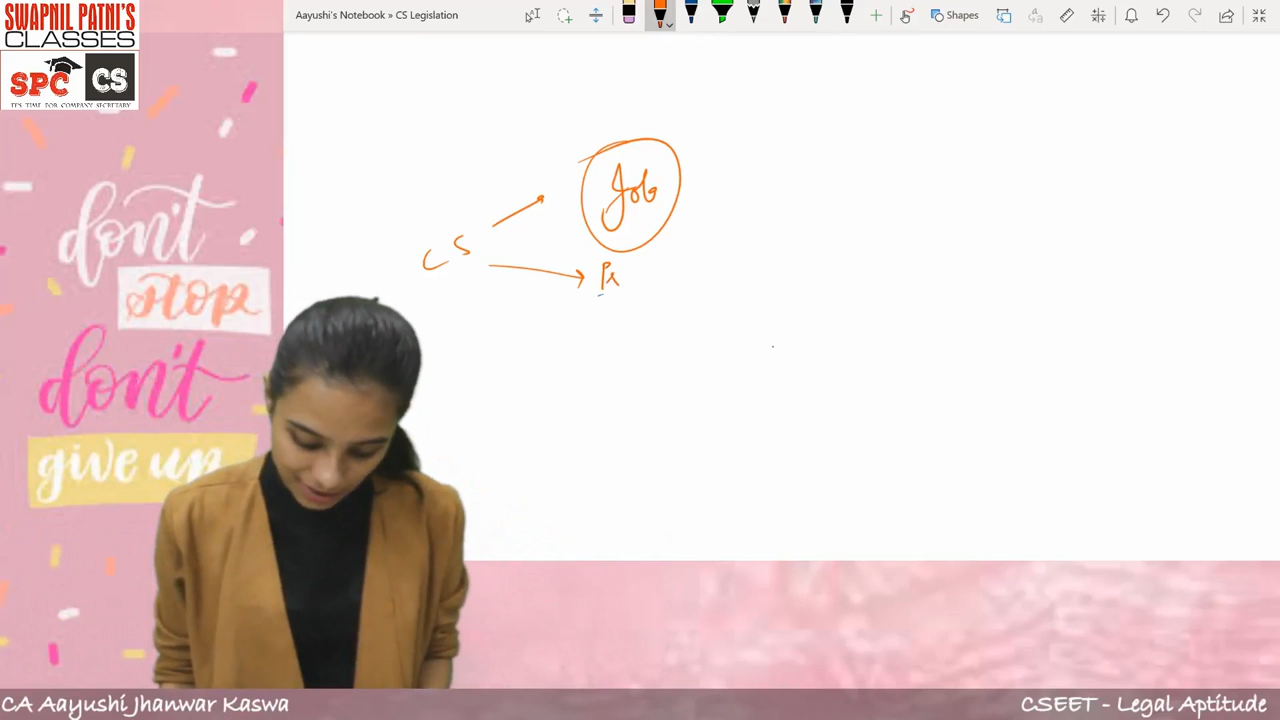 SWAPNIL PATNI'S
CLASSES
SPC CS
IT'S TIME FOR COMPANY SECRETARY
Aayushi's Notebook » CS Legislation
Shapes
don't
stop
don't
give up
Job
CS
Pr
CA Aayushi Jhanwar Kaswa
CSEET - Legal Aptitude